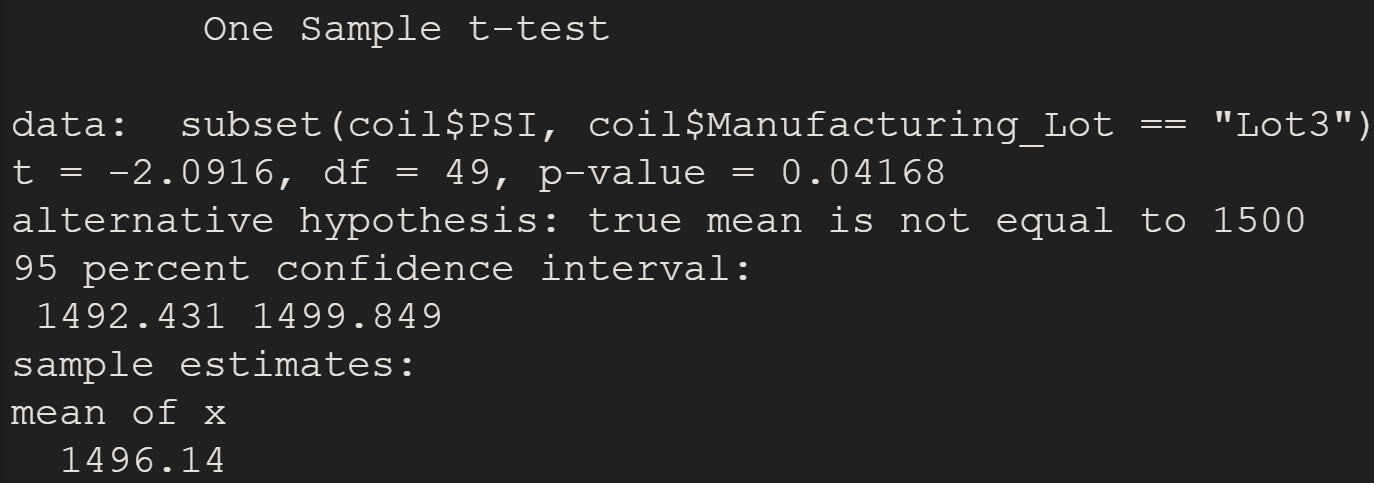 One Sample t-test
data:  subset(coil$PSI, coil$Manufacturing_Lot == "Lot3")
t = -2.0916, df = 49, p-value = 0.04168
alternative hypothesis: true mean is not equal to 1500
95 percent confidence interval:
1492.431 1499.849
sample estimates:
mean of x
1496.14